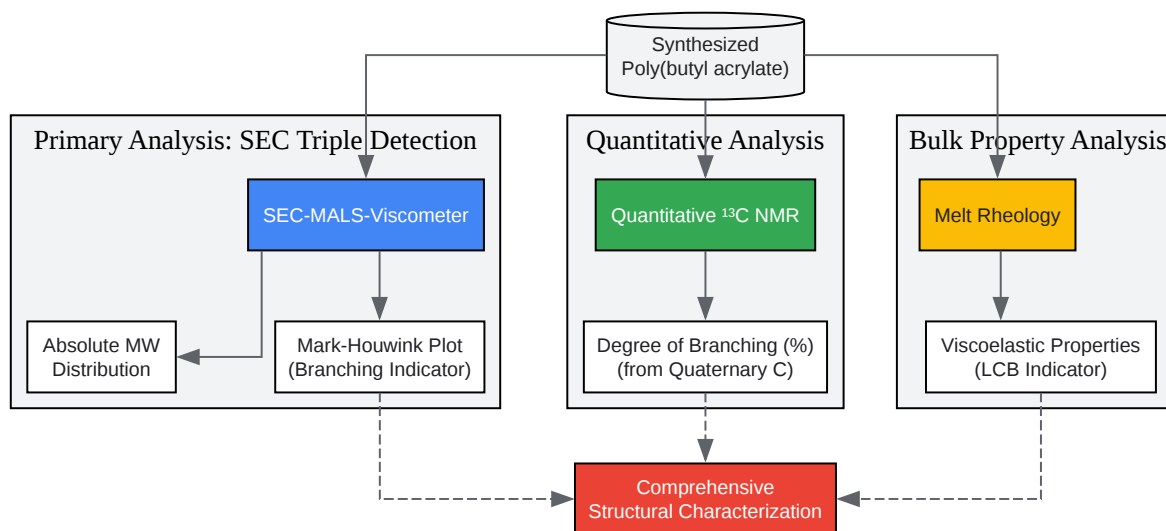 Synthesized
Poly(butyl acrylate)
Primary Analysis: SEC Triple Detection
Quantitative Analysis
Bulk Property Analysis
SEC-MALS-Viscometer
Quantitative ¹³C NMR
Melt Rheology
Absolute MW
Distribution
Mark-Houwink Plot
(Branching Indicator)
Degree of Branching (%)
(from Quaternary C)
Viscoelastic Properties
(LCB Indicator)
Comprehensive
Structural Characterization